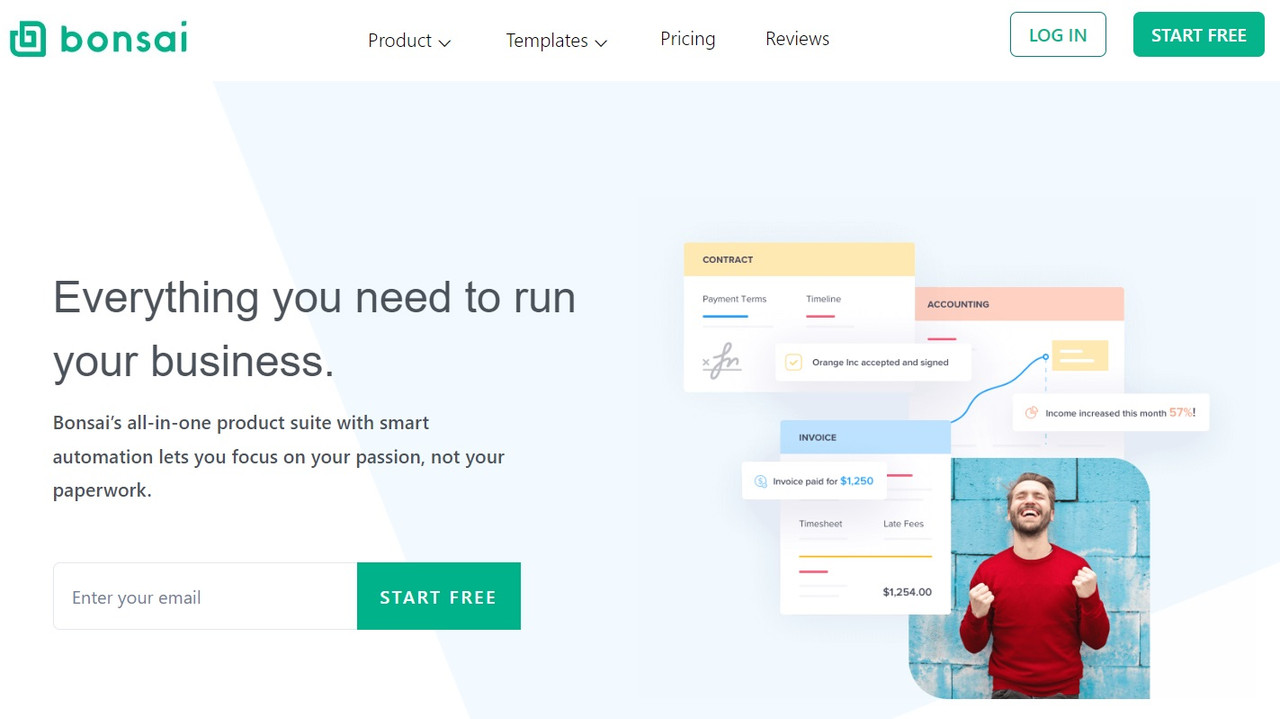 bonsai
Product
Templates
Pricing
Reviews
LOG IN
START FREE
Everything you need to run
your business.
Bonsai’s all-in-one product suite with smart
automation lets you focus on your passion, not your
paperwork.
Enter your email
START FREE
CONTRACT
Payment Terms
Timeline
Orange Inc accepted and signed
ACCOUNTING
Income increased this month 57%!
INVOICE
Invoice paid for $1,250
Timesheet
Late Fees
$1,254.00